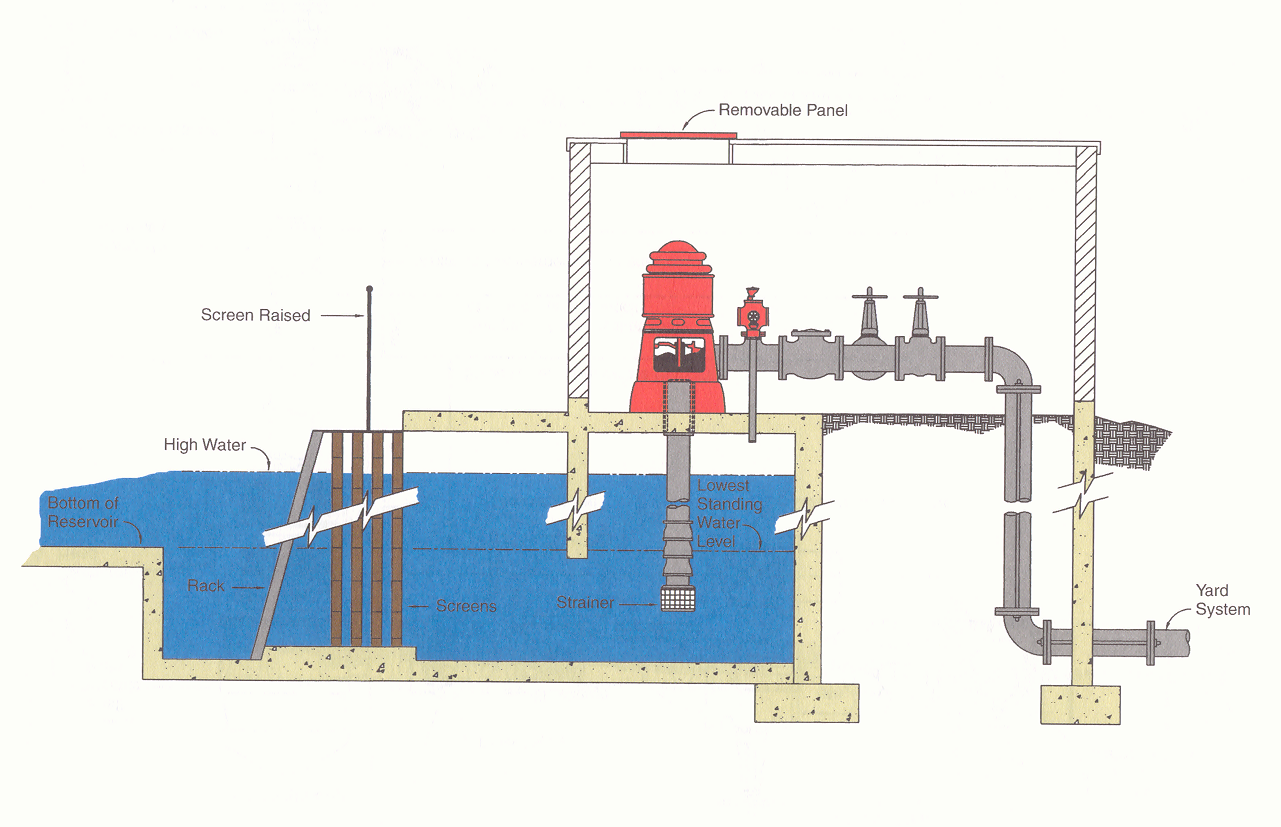 Removable Panel
Screen Raised
High Water
Bottom of
Reservoir
Lowest
Standing
Water
Level
Rack
Screens
Strainer
Yard
System